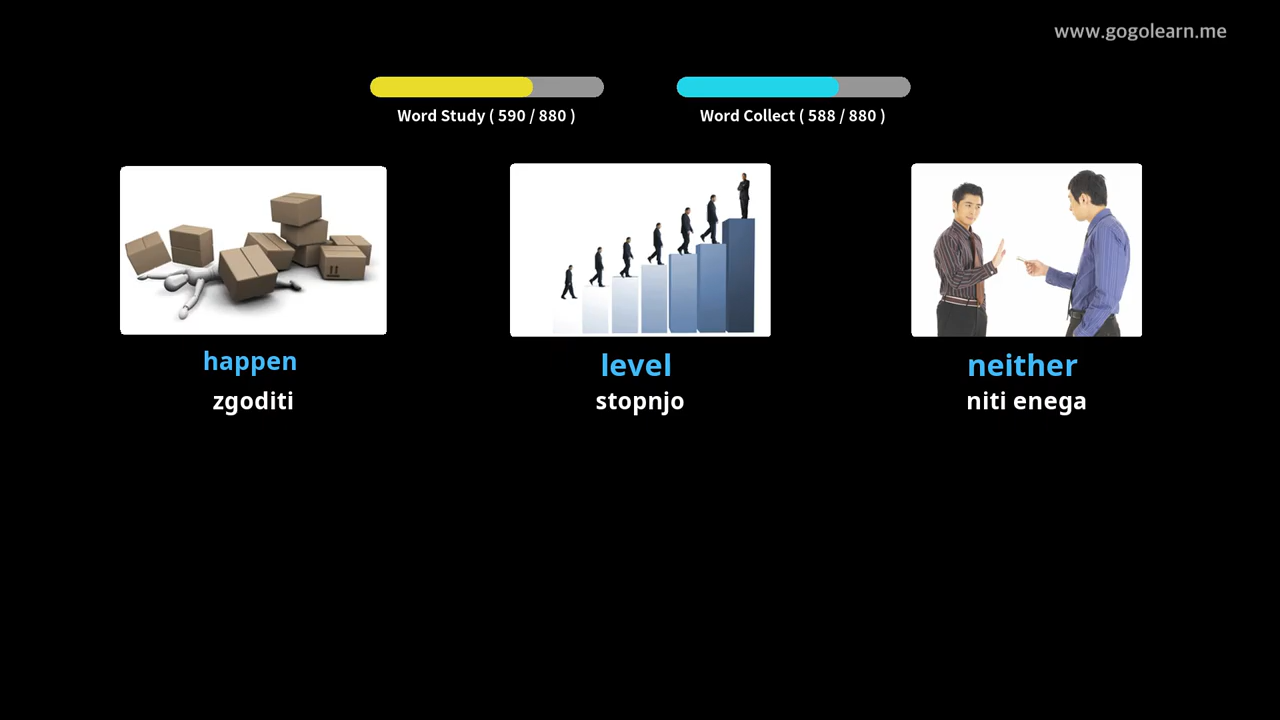 www.gogolearn.me
Word Study ( 590 / 880 )
Word Collect ( 588 / 880 )
happen
level
neither
zgoditi
stopnjo
niti enega